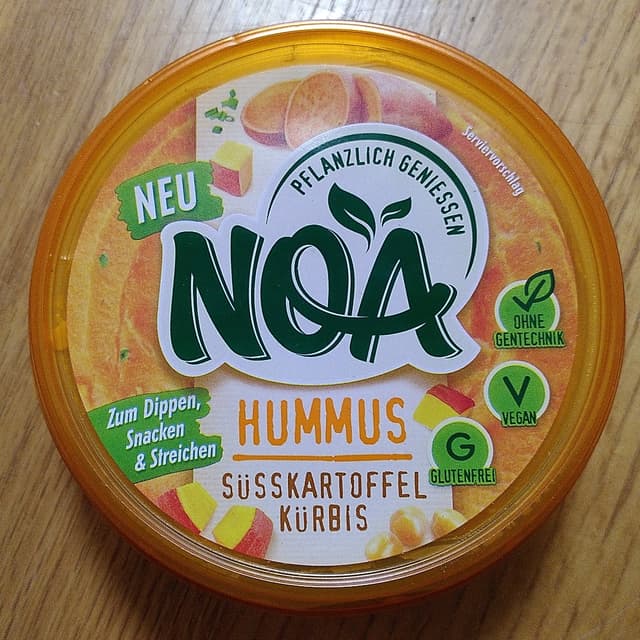 NEU
PFLANZLICH GENIESSEN
Serviervorschlag
NOA
OHNE
GENTECHNIK
V
VEGAN
G
GLUTENFREI
Zum Dippen,
Snacken
& Streichen
HUMMUS
SÜSSKARTOFFEL
KÜRBIS